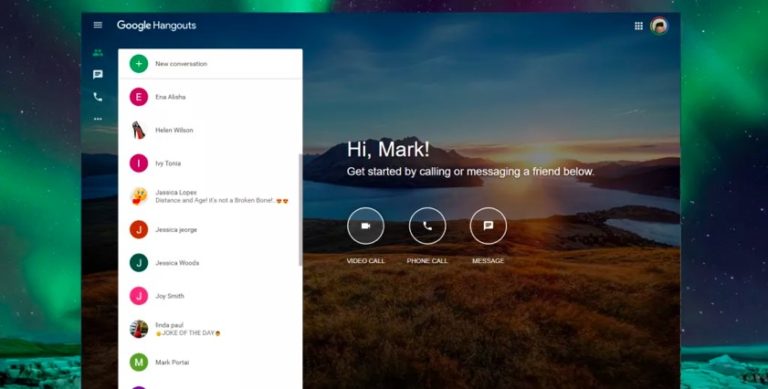 Google Hangouts
New conversation
E
Ena Alisha
Helen Wilson
I
Ivy Tonia
Jassica Lopes
Distance and Age! it's not a Broken Bone!..
J
Jessica jeorge
J
Jessica Woods
J
Joy Smith
linda paul
JOKE OF THE DAY
M
Mark Portai
Hi, Mark!
Get started by calling or messaging a friend below.
VIDEO CALL
PHONE CALL
MESSAGE